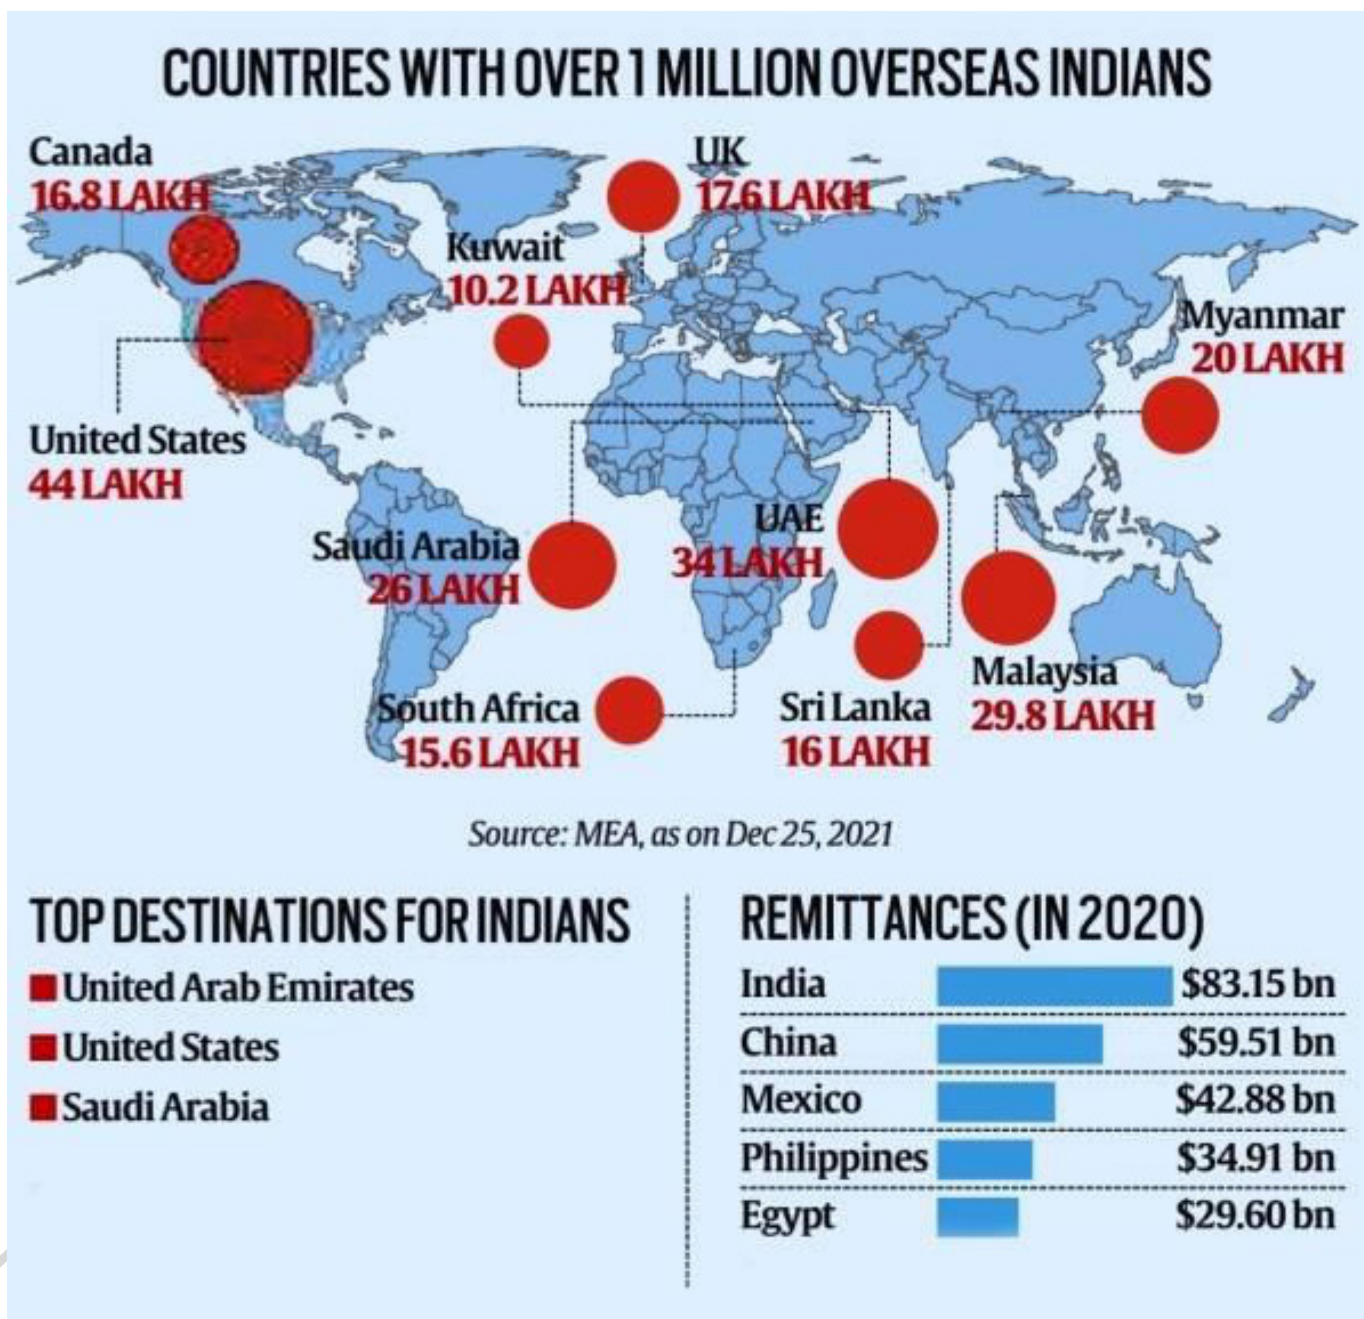 COUNTRIES WITH OVER 1 MILLION OVERSEAS INDIANS
Canada
16.8 LAKH
UK
17.6 LAKH
Kuwait
10.2 LAKH
Myanmar
20 LAKH
United States
44 LAKH
Saudi Arabia
26 LAKH
UAE
34 LAKH
South Africa
15.6 LAKH
Sri Lanka
16 LAKH
Malaysia
29.8 LAKH
Source: MEA, as on Dec 25, 2021
TOP DESTINATIONS FOR INDIANS
United Arab Emirates
United States
Saudi Arabia
REMITTANCES (IN 2020)
India $83.15 bn
China $59.51 bn
Mexico $42.88 bn
Philippines $34.91 bn
Egypt $29.60 bn